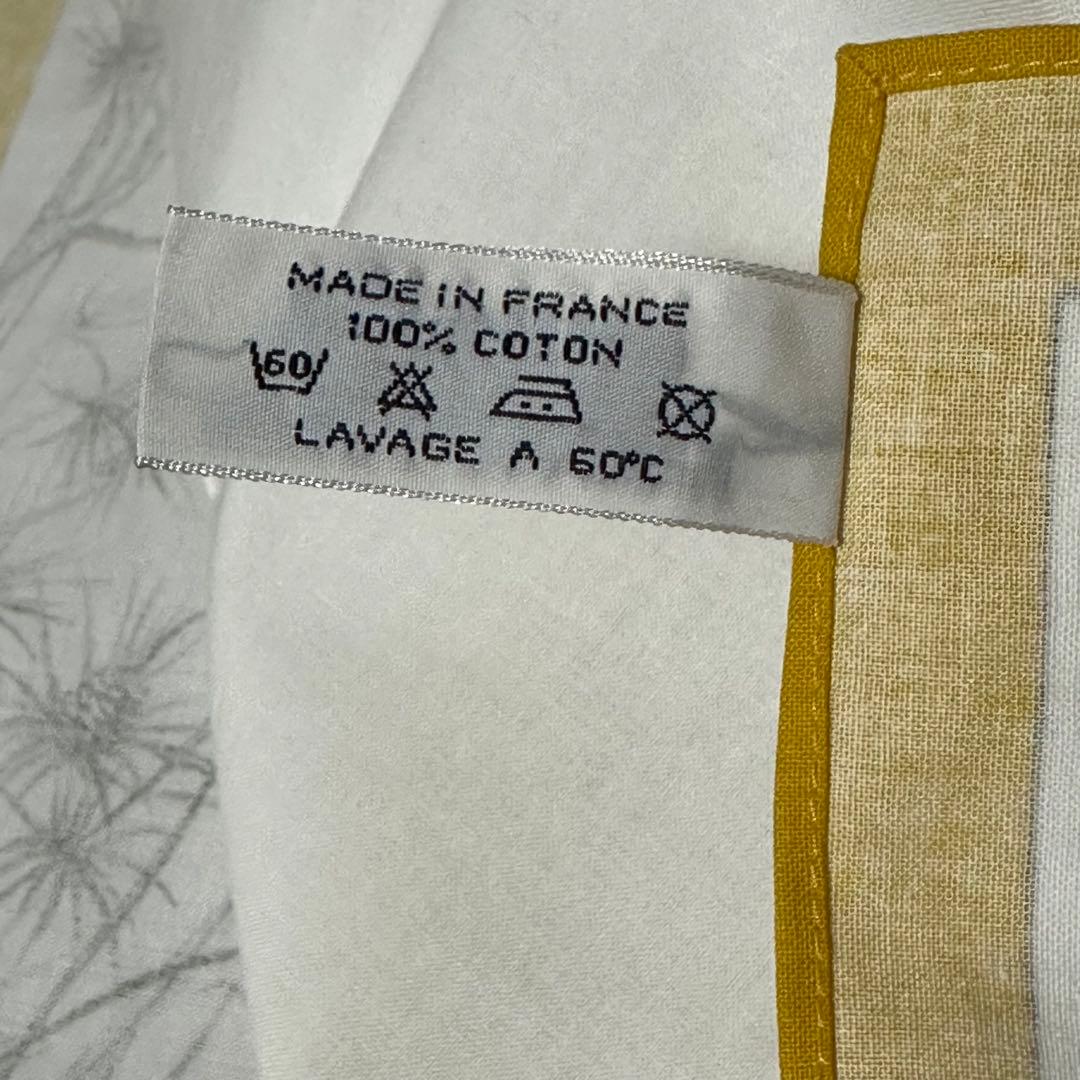 MADE IN FRANCE
100% COTON
60
LAVAGE A 60°C